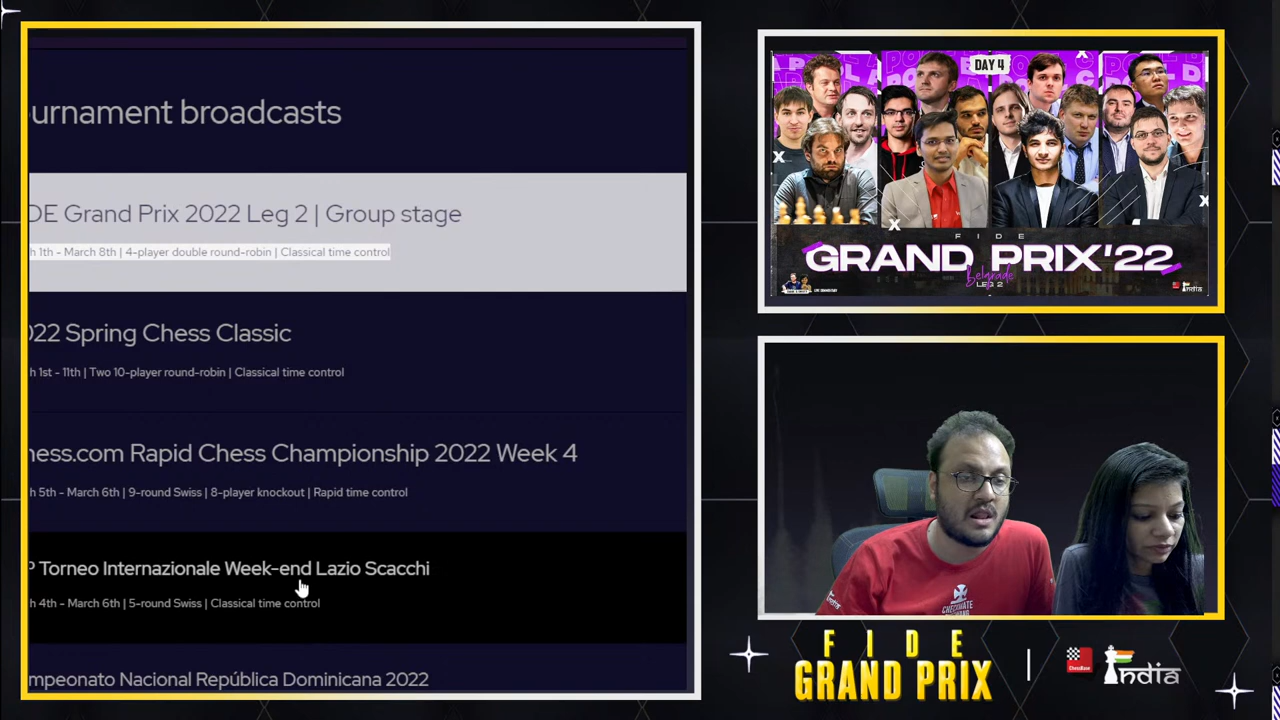 urnament broadcasts
DE Grand Prix 2022 Leg 2 | Group stage
h 1th - March 8th | 4-player double round-robin | Classical time control
022 Spring Chess Classic
h 1st - 11th | Two 10-player round-robin | Classical time control
hess.com Rapid Chess Championship 2022 Week 4
h 5th - March 6th | 9-round Swiss | 8-player knockout | Rapid time control
P Torneo Internazionale Week-end Lazio Scacchi
h 4th - March 6th | 5-round Swiss | Classical time control
mpeonato Nacional República Dominicana 2022
DAY 4
FIDE
GRAND PRIX'22
Belgrade
LEG 2
India
CHECKMATE
FIDE
GRAND PRIX
ChessBase
India